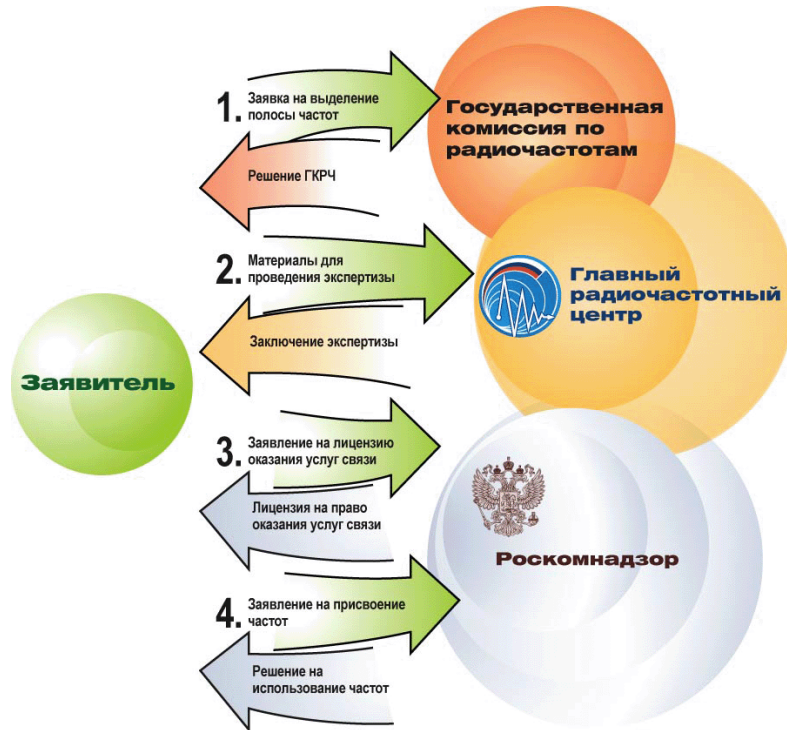 1. Заявка на выделение
полосы частот
Государственная
комиссия по
радиочастотам
Решение ГКРЧ
2. Материалы для
проведения экспертизы
Главный
радиочастотный
центр
Заключение экспертизы
Заявитель
3. Заявление на лицензию
оказания услуг связи
Лицензия на право
оказания услуг связи
Роскомнадзор
4. Заявление на присвоение
частот
Решение на
использование частот